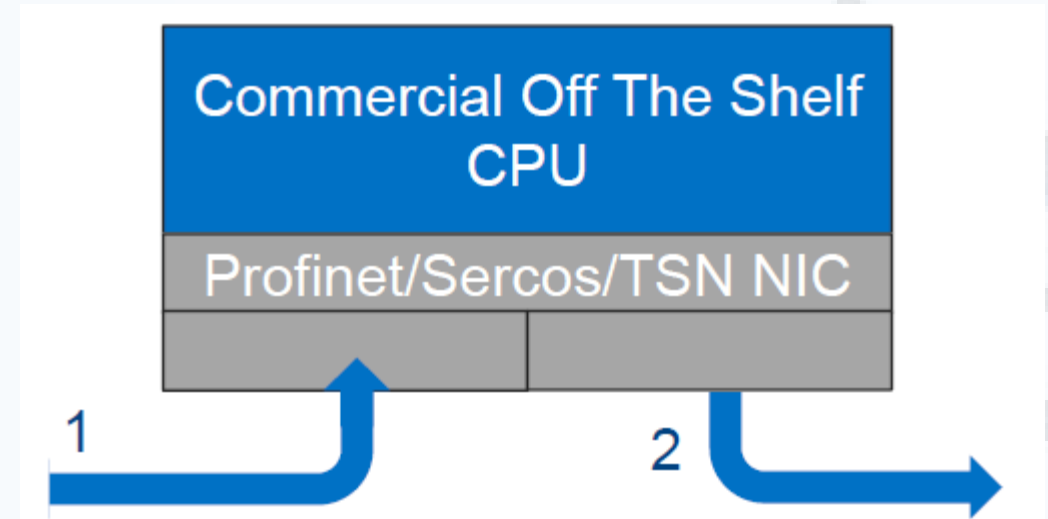 Commercial Off The Shelf
CPU
Profinet/Sercos/TSN NIC
1
2